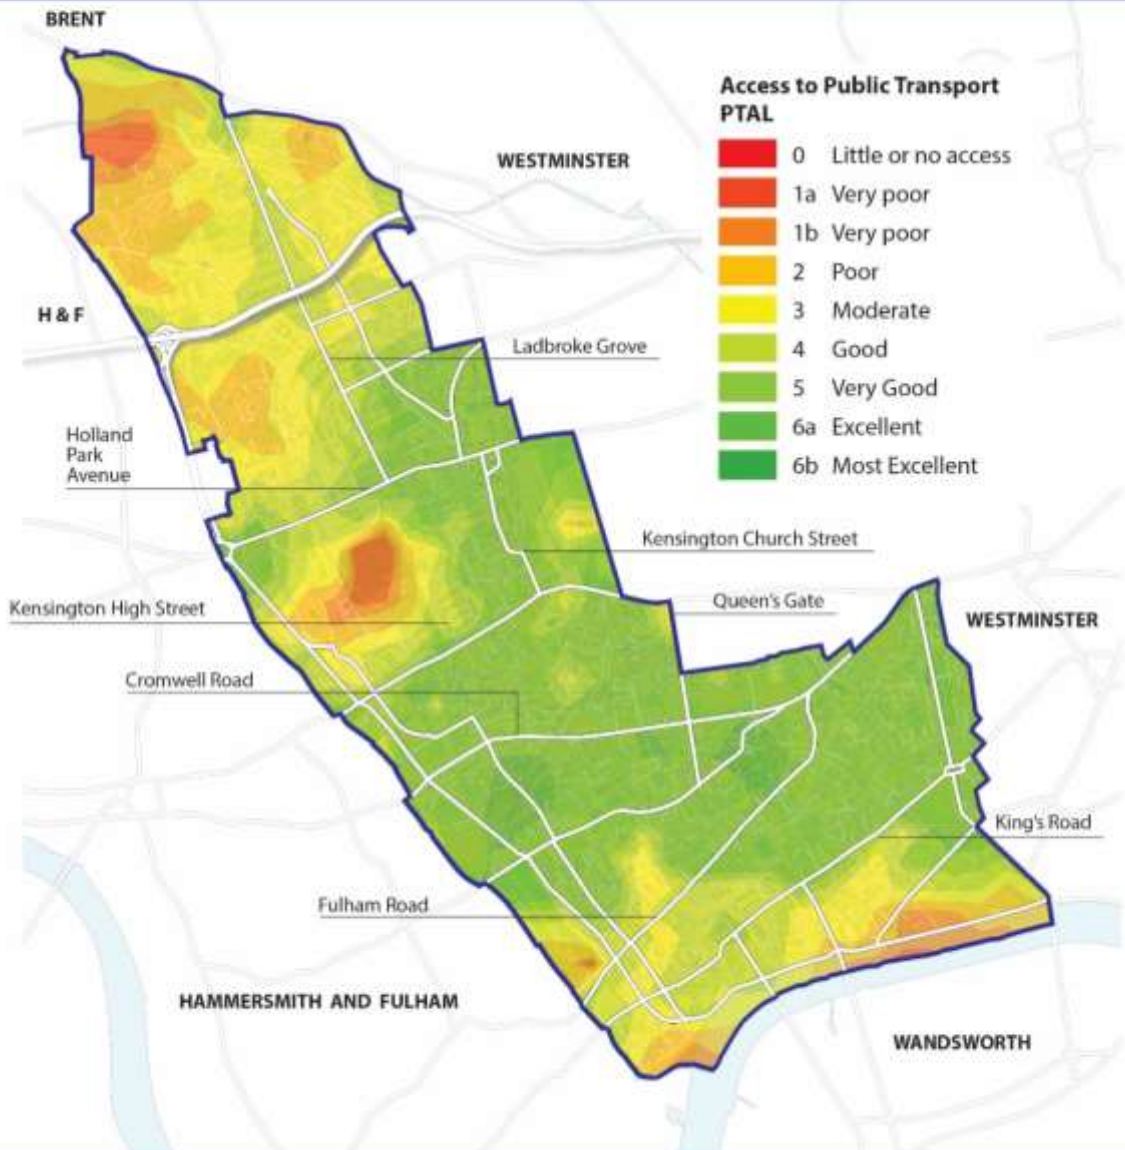 BRENT
Access to Public Transport
PTAL
0 Little or no access
1a Very poor
1b Very poor
2 Poor
3 Moderate
4 Good
5 Very Good
6a Excellent
6b Most Excellent
WESTMINSTER
H & F
Ladbroke Grove
Holland
Park
Avenue
Kensington Church Street
Kensington High Street
Queen's Gate
WESTMINSTER
Cromwell Road
King's Road
Fulham Road
HAMMERSMITH AND FULHAM
WANDSWORTH